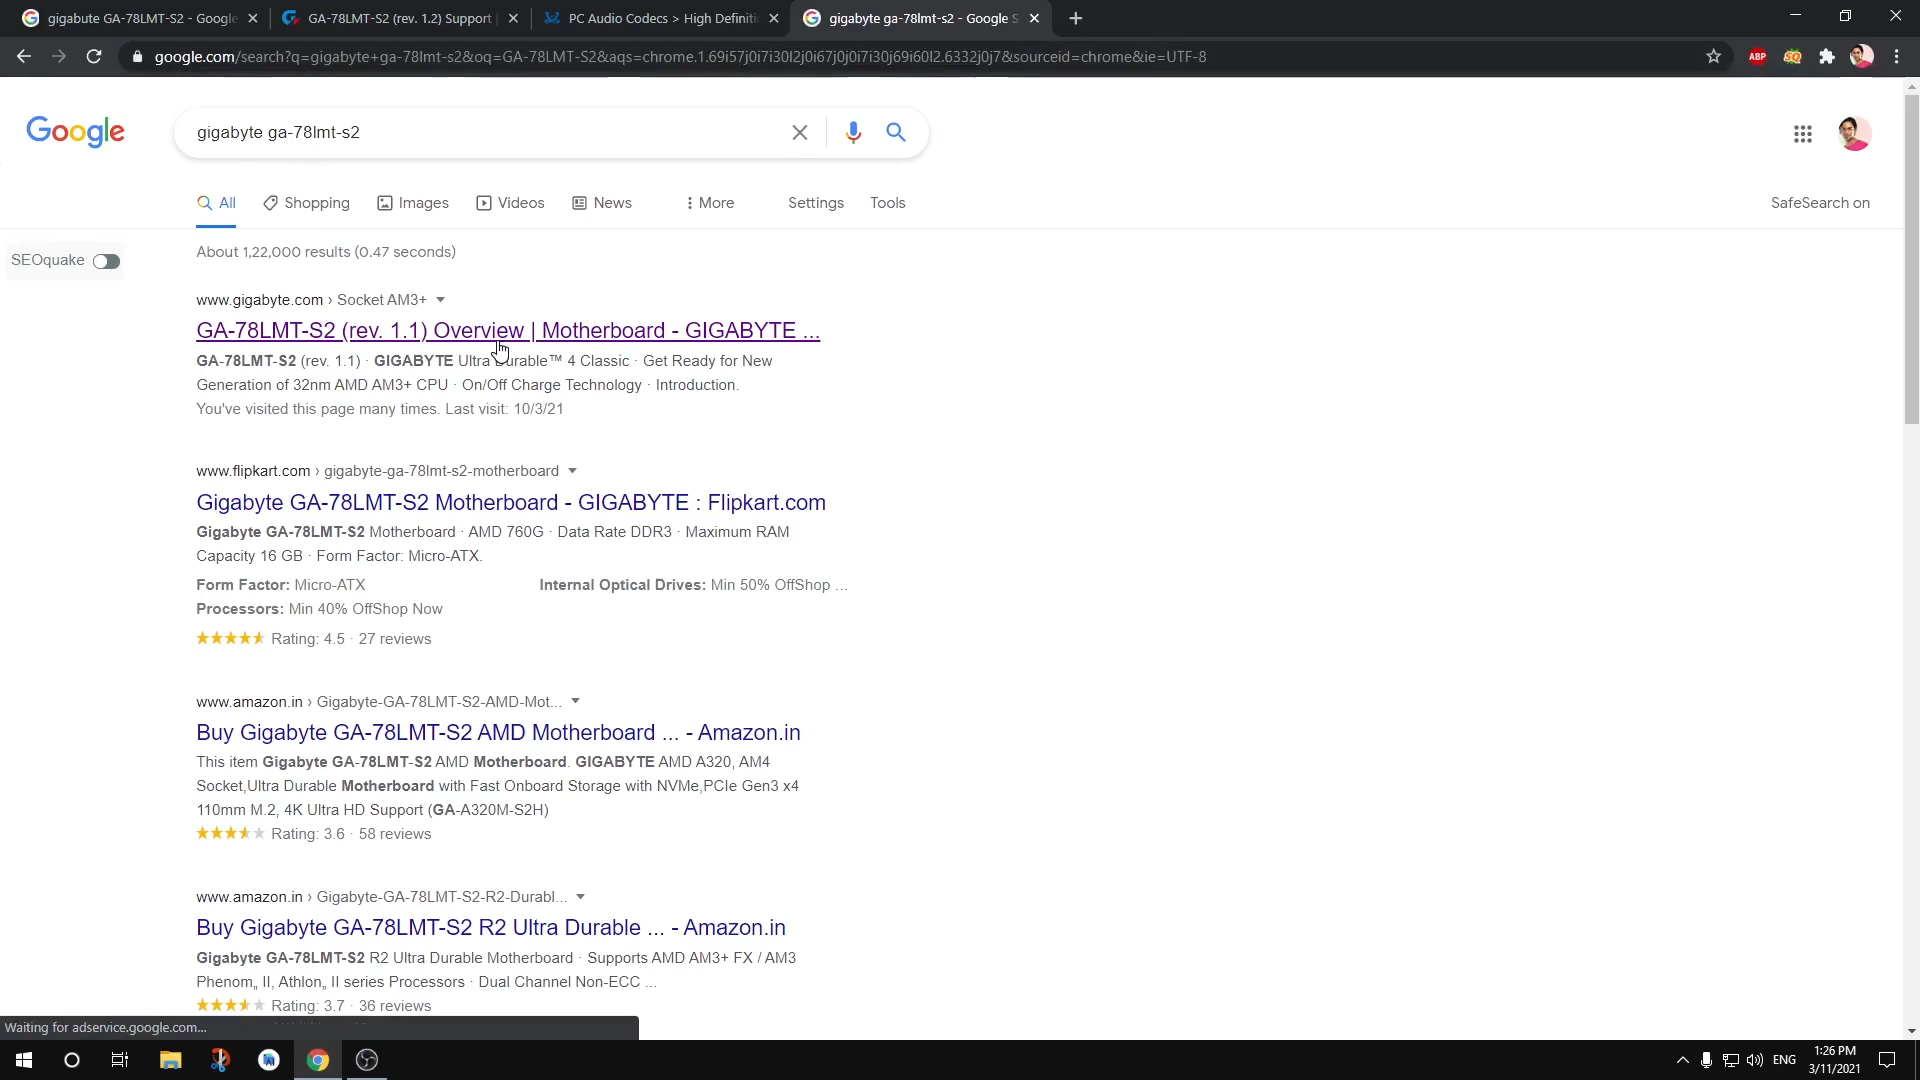 gigabute GA-78LMT-S2 - Google
GA-78LMT-S2 (rev. 1.2) Support
PC Audio Codecs > High Definiti
gigabyte ga-78lmt-s2 - Google S
google.com/search?q=gigabyte+ga-78lmt-s2&oq=GA-78LMT-S2&aqs=chrome.1.69i57j0i7i30l2j0i67j0j0i7i30j69i60l2.6332j0j7&sourceid=chrome&ie=UTF-8
ABP
SQ
Google
gigabyte ga-78lmt-s2
All
Shopping
Images
Videos
News
More
Settings
Tools
SafeSearch on
SEOquake
About 1,22,000 results (0.47 seconds)
www.gigabyte.com › Socket AM3+
GA-78LMT-S2 (rev. 1.1) Overview | Motherboard - GIGABYTE ...
GA-78LMT-S2 (rev. 1.1) · GIGABYTE Ultra Durable™ 4 Classic · Get Ready for New
Generation of 32nm AMD AM3+ CPU · On/Off Charge Technology · Introduction.
You've visited this page many times. Last visit: 10/3/21
www.flipkart.com › gigabyte-ga-78lmt-s2-motherboard
Gigabyte GA-78LMT-S2 Motherboard - GIGABYTE : Flipkart.com
Gigabyte GA-78LMT-S2 Motherboard · AMD 760G · Data Rate DDR3 · Maximum RAM
Capacity 16 GB · Form Factor: Micro-ATX.
Form Factor: Micro-ATX
Internal Optical Drives: Min 50% OffShop ...
Processors: Min 40% OffShop Now
Rating: 4.5 · 27 reviews
www.amazon.in › Gigabyte-GA-78LMT-S2-AMD-Mot...
Buy Gigabyte GA-78LMT-S2 AMD Motherboard ... - Amazon.in
This item Gigabyte GA-78LMT-S2 AMD Motherboard. GIGABYTE AMD A320, AM4
Socket,Ultra Durable Motherboard with Fast Onboard Storage with NVMe,PCIe Gen3 x4
110mm M.2, 4K Ultra HD Support (GA-A320M-S2H)
Rating: 3.6 · 58 reviews
www.amazon.in › Gigabyte-GA-78LMT-S2-R2-Durabl...
Buy Gigabyte GA-78LMT-S2 R2 Ultra Durable ... - Amazon.in
Gigabyte GA-78LMT-S2 R2 Ultra Durable Motherboard · Supports AMD AM3+ FX / AM3
Phenom„ II, Athlon„ II series Processors · Dual Channel Non-ECC ...
Rating: 3.7 · 36 reviews
Waiting for adservice.google.com...
ENG
1:26 PM
3/11/2021